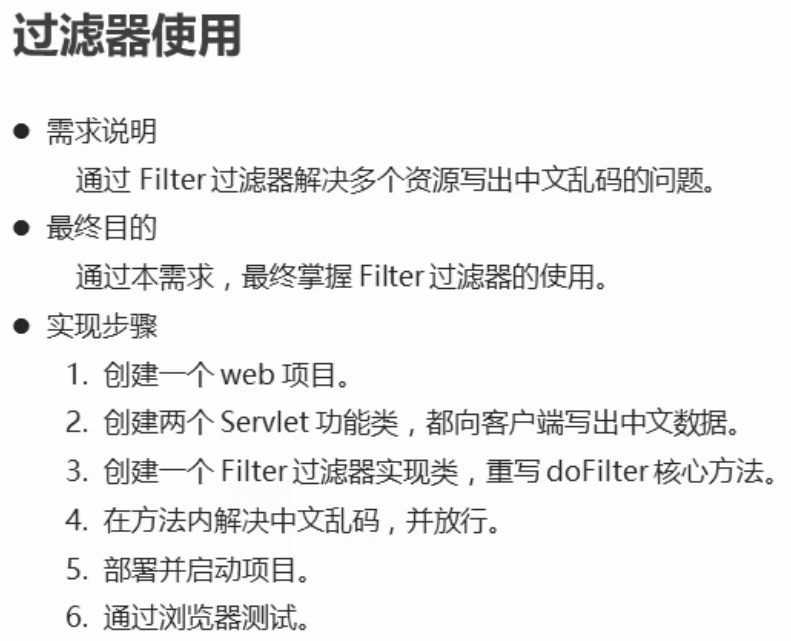 过滤器使用
● 需求说明
通过 Filter 过滤器解决多个资源写出中文乱码的问题。
● 最终目的
通过本需求，最终掌握 Filter 过滤器的使用。
● 实现步骤
1. 创建一个 web 项目。
2. 创建两个 Servlet 功能类，都向客户端写出中文数据。
3. 创建一个 Filter 过滤器实现类，重写 doFilter 核心方法。
4. 在方法内解决中文乱码，并放行。
5. 部署并启动项目。
6. 通过浏览器测试。